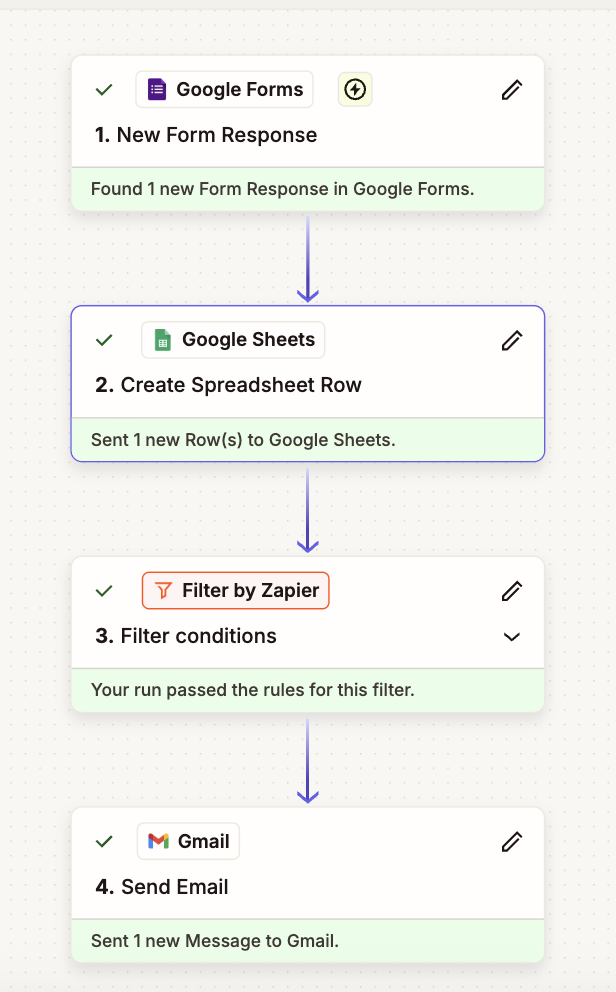 Google Forms
1. New Form Response
Found 1 new Form Response in Google Forms.
Google Sheets
2. Create Spreadsheet Row
Sent 1 new Row(s) to Google Sheets.
Filter by Zapier
3. Filter conditions
Your run passed the rules for this filter.
Gmail
4. Send Email
Sent 1 new Message to Gmail.